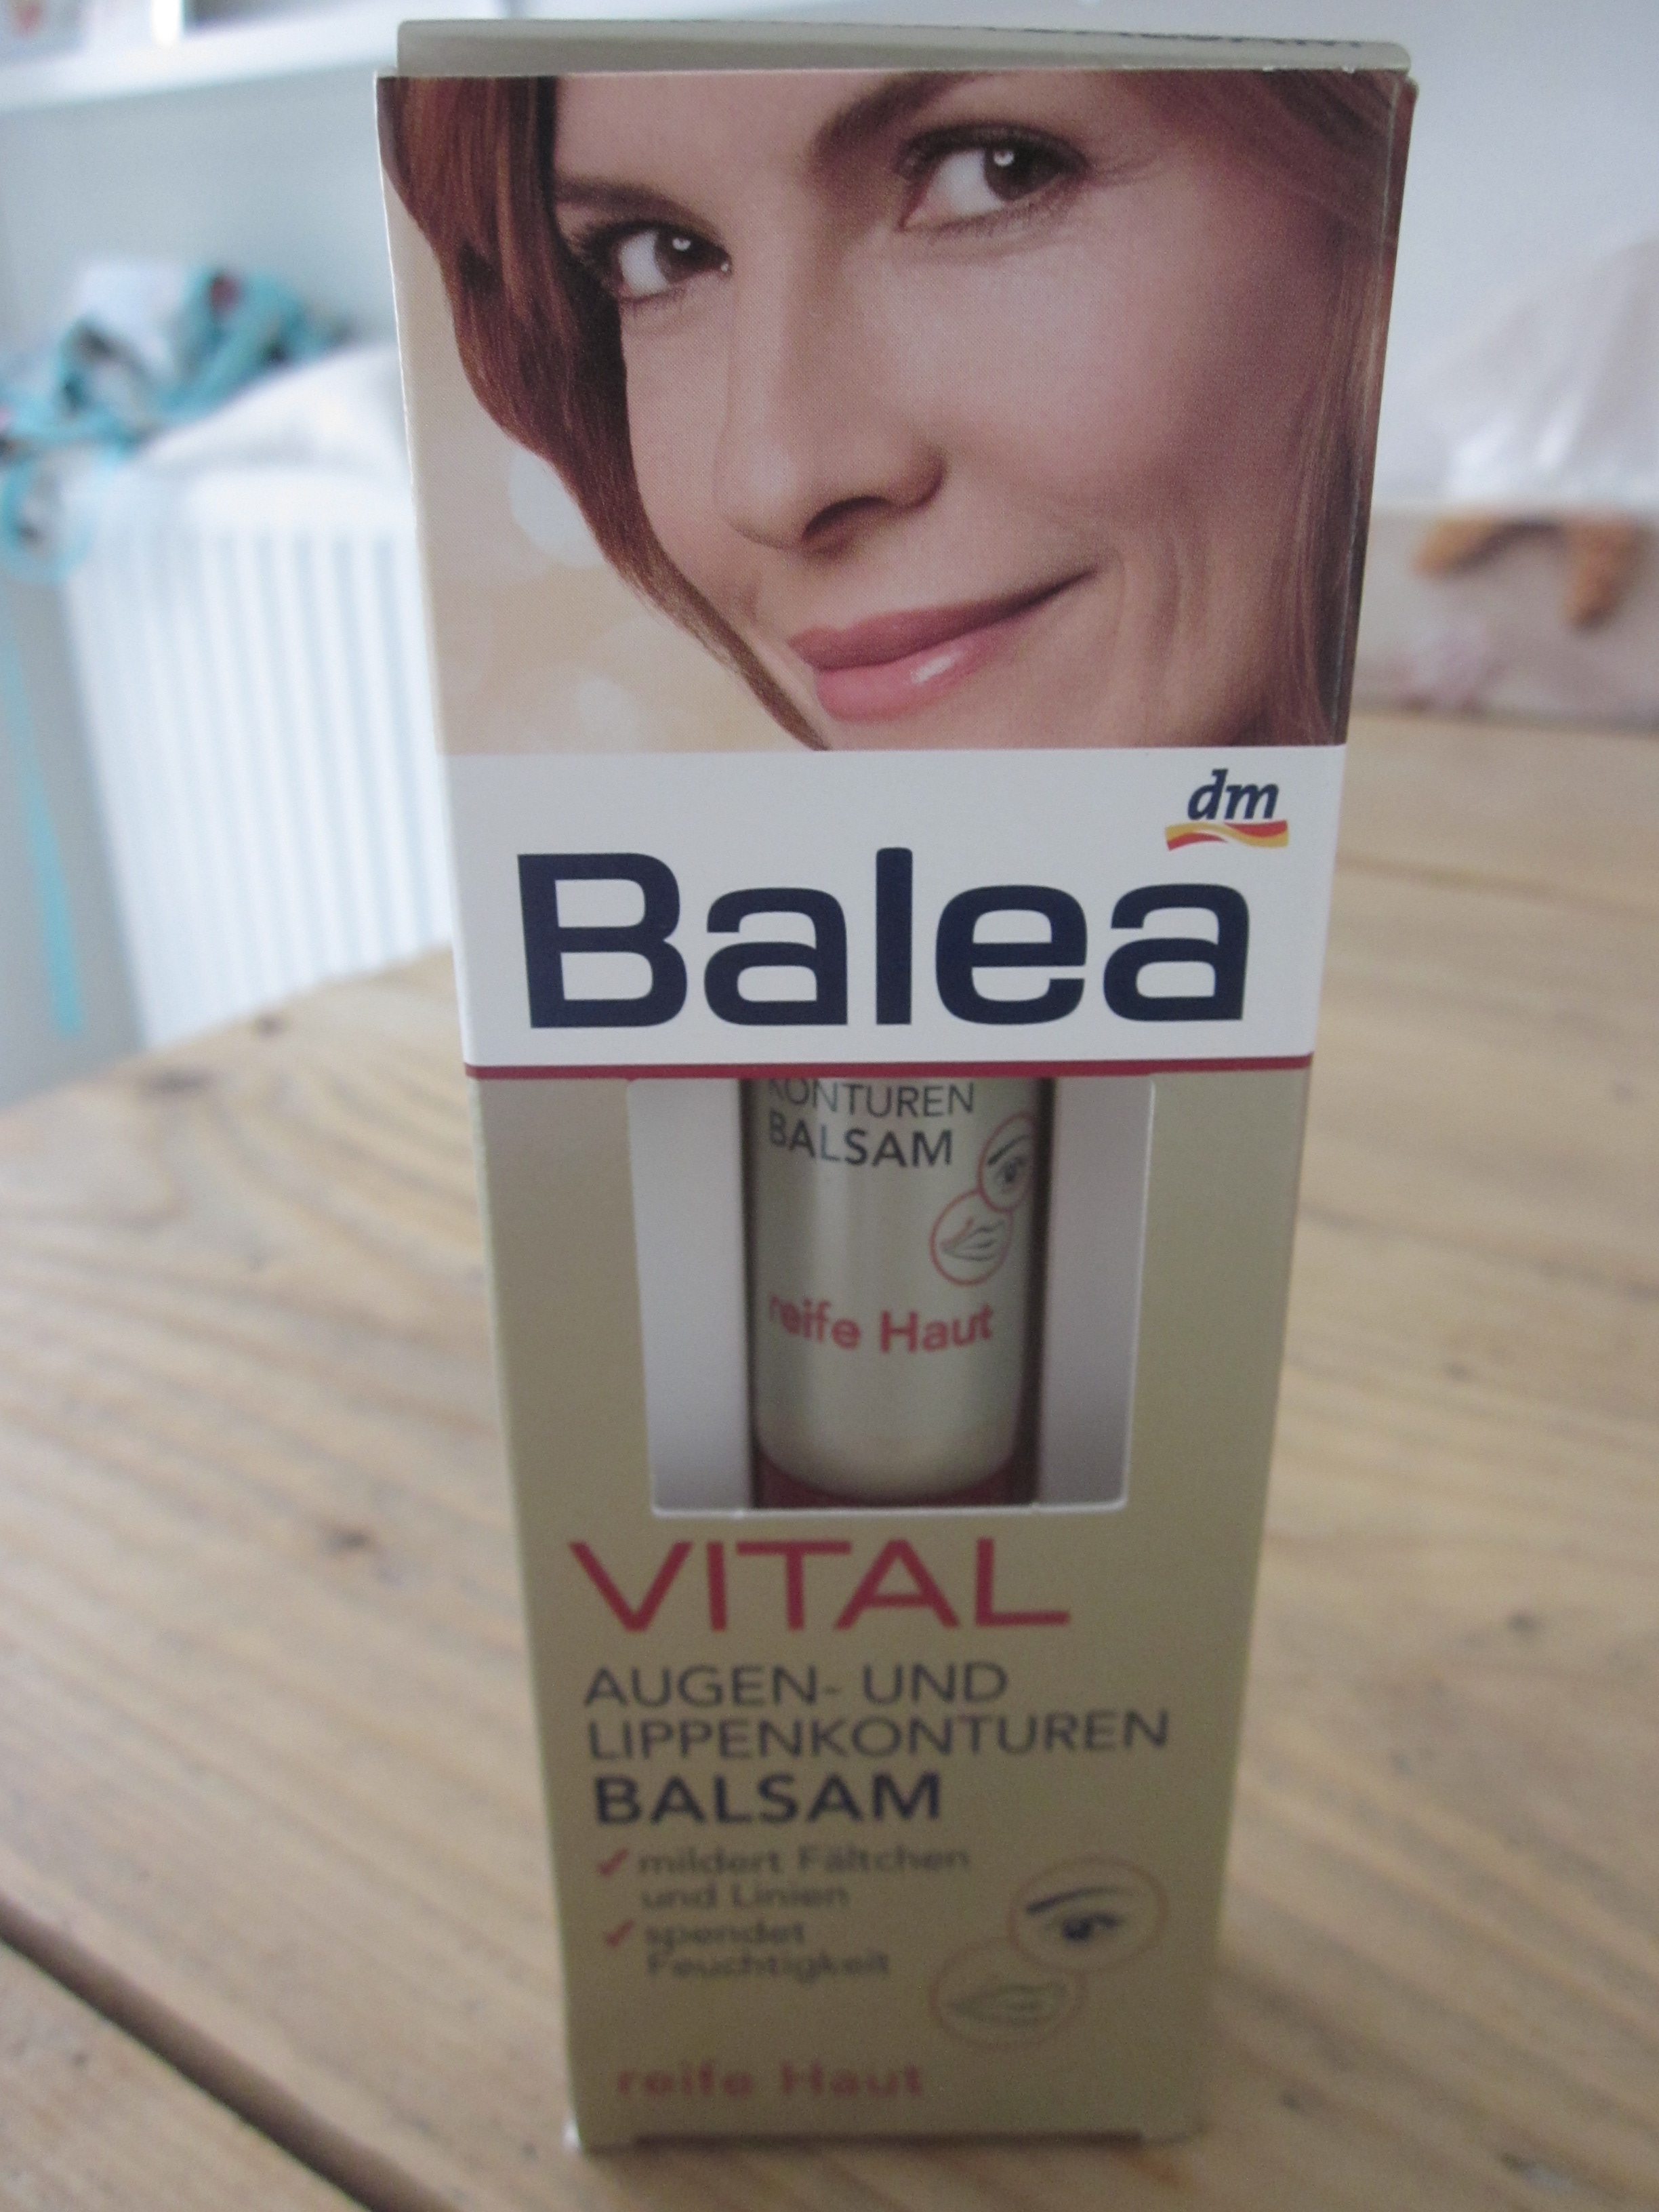 dm
Balea
KONTUREN
BALSAM
reife Haut
VITAL
AUGEN- UND
LIPPENKONTUREN
BALSAM
mildert Fältchen
und Linien
spendet
Feuchtigkeit
reife Haut